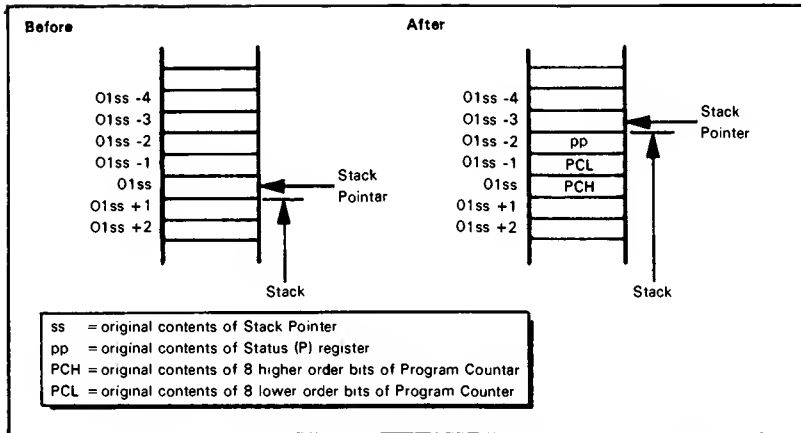 Before
After
01ss -4
01ss -3
01ss -2
01ss -1
01ss
01ss +1
01ss +2
Stack
Pointar
Stack
01ss -4
01ss -3
01ss -2
01ss -1
01ss
01ss +1
01ss +2
pp
PCL
PCH
Stack
Pointer
Stack
ss = original contents of Stack Pointer
pp = original contents of Status (P) register
PCH = original contents of 8 higher order bits of Program Countar
PCL = original contents of 8 lower order bits of Program Counter